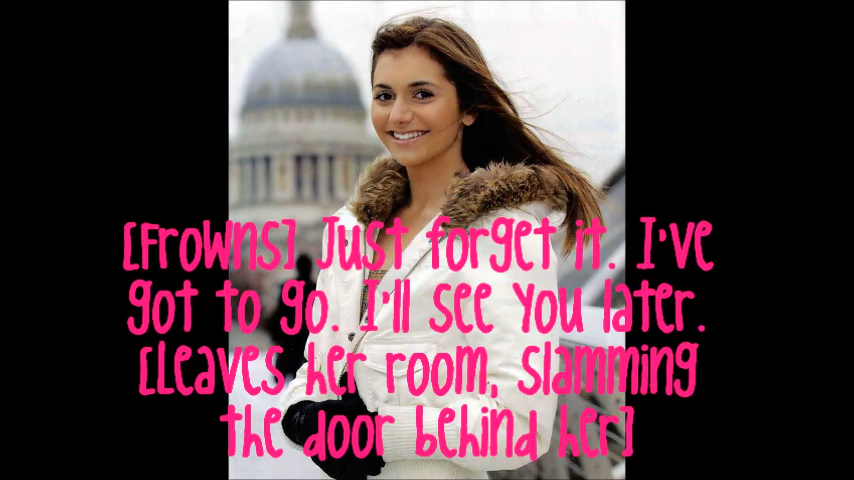 [Frowns] Just forget it. I've
got to go. I'll see you later.
[Leaves her room, slamming
the door behind her]